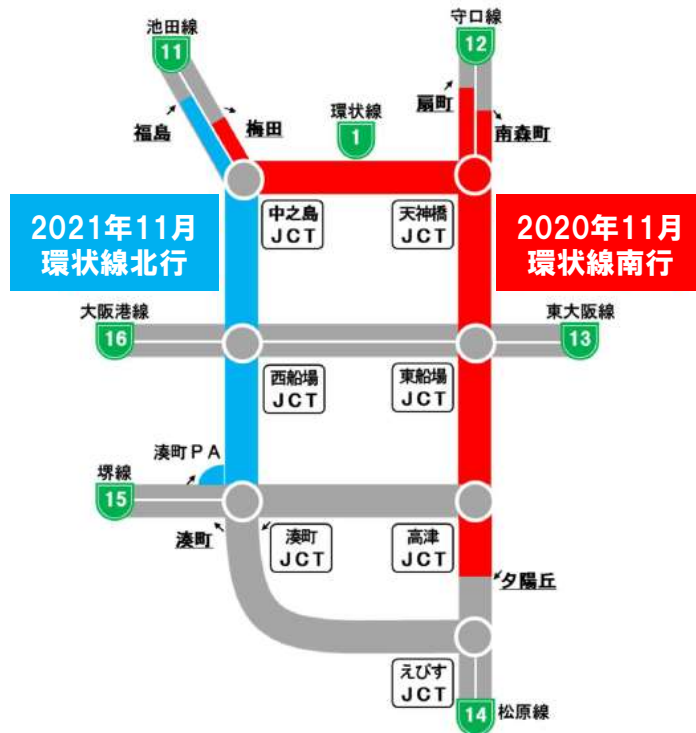 池田線
11
守口線
12
福島
梅田
環状線
1
扇町
南森町
中之島
JCT
天神橋
JCT
2021年11月
環状線北行
2020年11月
環状線南行
大阪港線
16
東大阪線
13
西船場
JCT
東船場
JCT
湊町PA
堺線
15
湊町
湊町
JCT
高津
JCT
夕陽丘
えびす
JCT
14
松原線